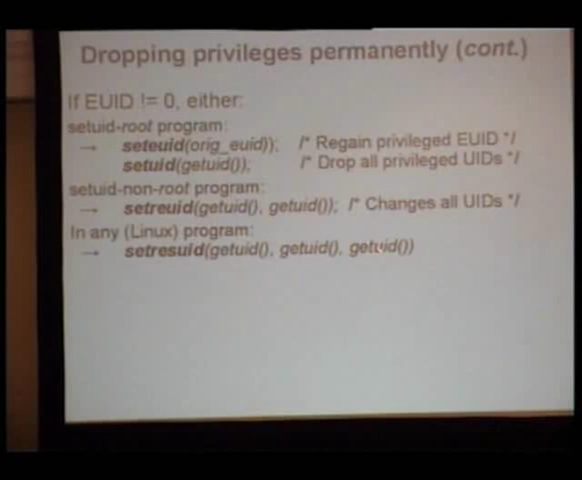 Dropping privileges permanently (cont.)
If EUID != 0, either:
setuid-root program:
→ seteuid(orig_euid)); /* Regain privileged EUID */
setuid(getuid()); /* Drop all privileged UIDs */
setuid-non-root program:
→ setreuid(getuid(), getuid()); /* Changes all UIDs */
In any (Linux) program:
→ setresuid(getuid(), getuid(), getuid())